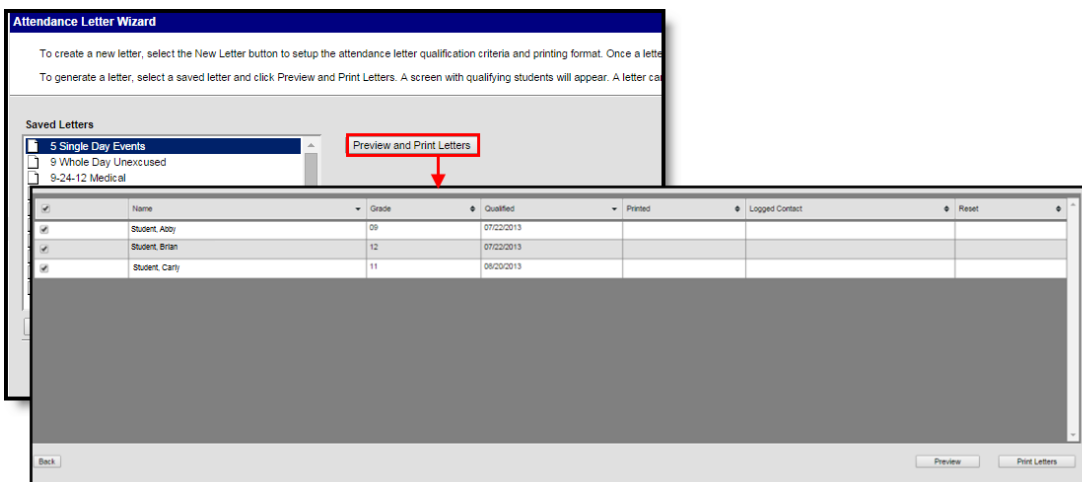 Attendance Letter Wizard
To create a new letter, select the New Letter button to setup the attendance letter qualification criteria and printing format. Once a lette
To generate a letter, select a saved letter and click Preview and Print Letters. A screen with qualifying students will appear. A letter ca
Saved Letters
5 Single Day Events
9 Whole Day Unexcused
9-24-12 Medical
Preview and Print Letters
Name Grade Qualified Printed Logged Contact Reset
Student, Abby 09 07/22/2013
Student, Brian 12 07/22/2013
Student, Carly 11 08/20/2013
Back Preview Print Letters